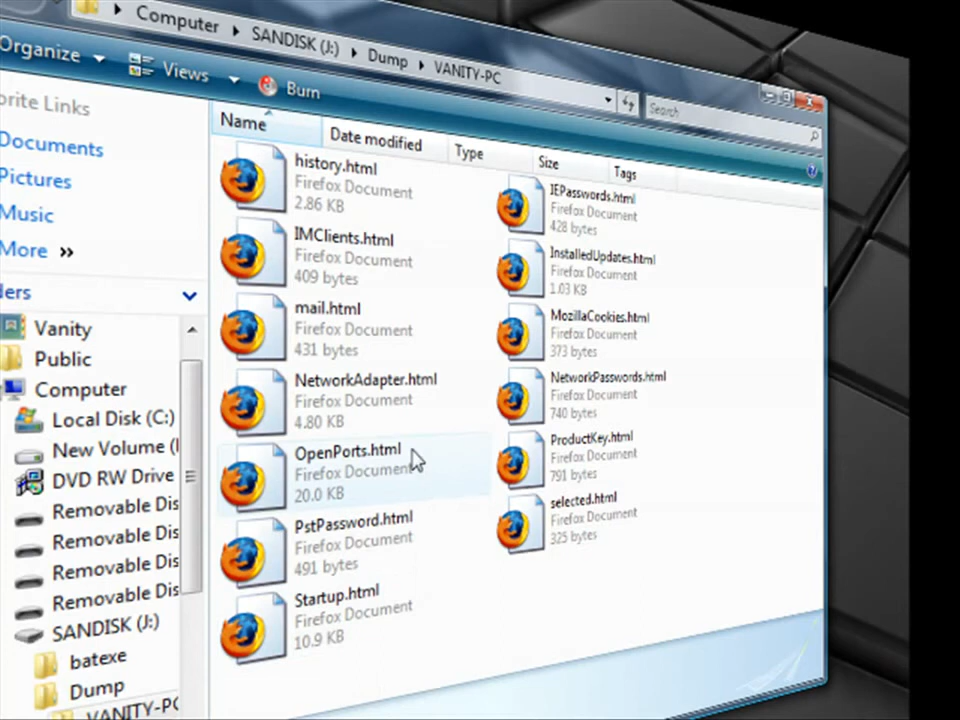 Computer
SANDISK (J:)
Dump
VANITY-PC
Search
Organize
Views
Burn
orite Links
Documents
Pictures
Music
More »
ders
Vanity
Public
Computer
Local Disk (C:)
New Volume (
DVD RW Drive
Removable Dis
Removable Dis
Removable Dis
Removable Dis
SANDISK (J:)
batexe
Dump
VANITY-PC
Name
Date modified
Type
Size
Tags
history.html
Firefox Document
2.86 KB
IMClients.html
Firefox Document
409 bytes
mail.html
Firefox Document
431 bytes
NetworkAdapter.html
Firefox Document
4.80 KB
OpenPorts.html
Firefox Document
20.0 KB
PstPassword.html
Firefox Document
491 bytes
Startup.html
Firefox Document
10.9 KB
IEPasswords.html
Firefox Document
428 bytes
InstalledUpdates.html
Firefox Document
1.03 KB
MozillaCookies.html
Firefox Document
373 bytes
NetworkPasswords.html
Firefox Document
740 bytes
ProductKey.html
Firefox Document
791 bytes
selected.html
Firefox Document
325 bytes